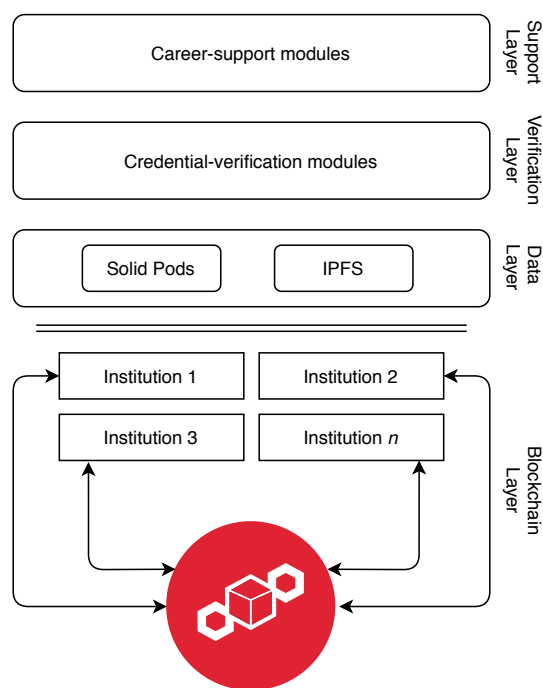 Career-support modules
Support
Layer
Credential-verification modules
Verification
Layer
Solid Pods
IPFS
Data
Layer
Institution 1
Institution 2
Institution 3
Institution n
Blockchain
Layer